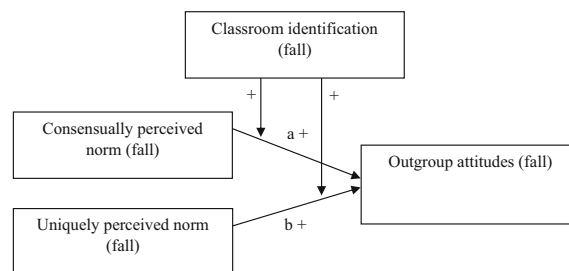 Classroom identification
(fall)
+
+
Consensually perceived
norm (fall)
a +
Outgroup attitudes (fall)
Uniquely perceived norm
(fall)
b +